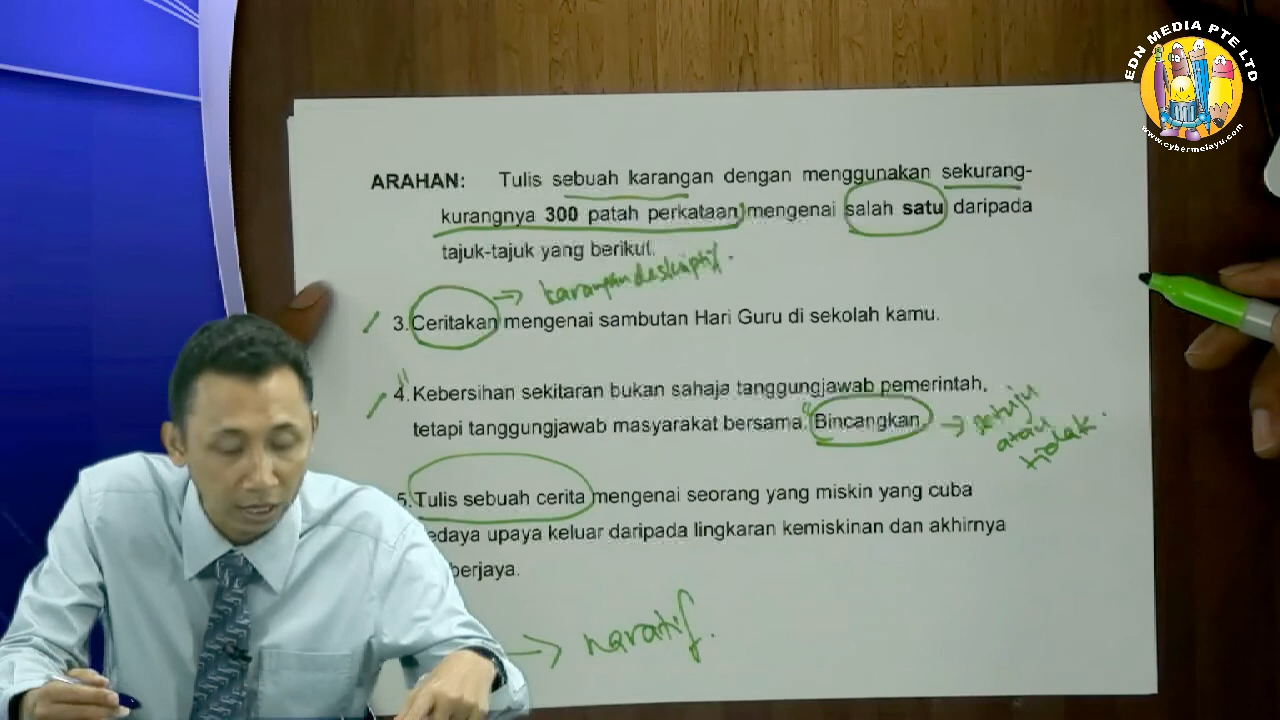 EDN MEDIA PTE LTD
www.cybermelayu.com
ARAHAN: Tulis sebuah karangan dengan menggunakan sekurang-
kurangnya 300 patah perkataan mengenai salah satu daripada
tajuk-tajuk yang berikut.
→ karangan deskriptif.
3. Ceritakan mengenai sambutan Hari Guru di sekolah kamu.
4. "Kebersihan sekitaran bukan sahaja tanggungjawab pemerintah,
tetapi tanggungjawab masyarakat bersama." Bincangkan. → setuju
atau
tidak.
5. Tulis sebuah cerita mengenai seorang yang miskin yang cuba
edaya upaya keluar daripada lingkaran kemiskinan dan akhirnya
berjaya.
→ naratif.